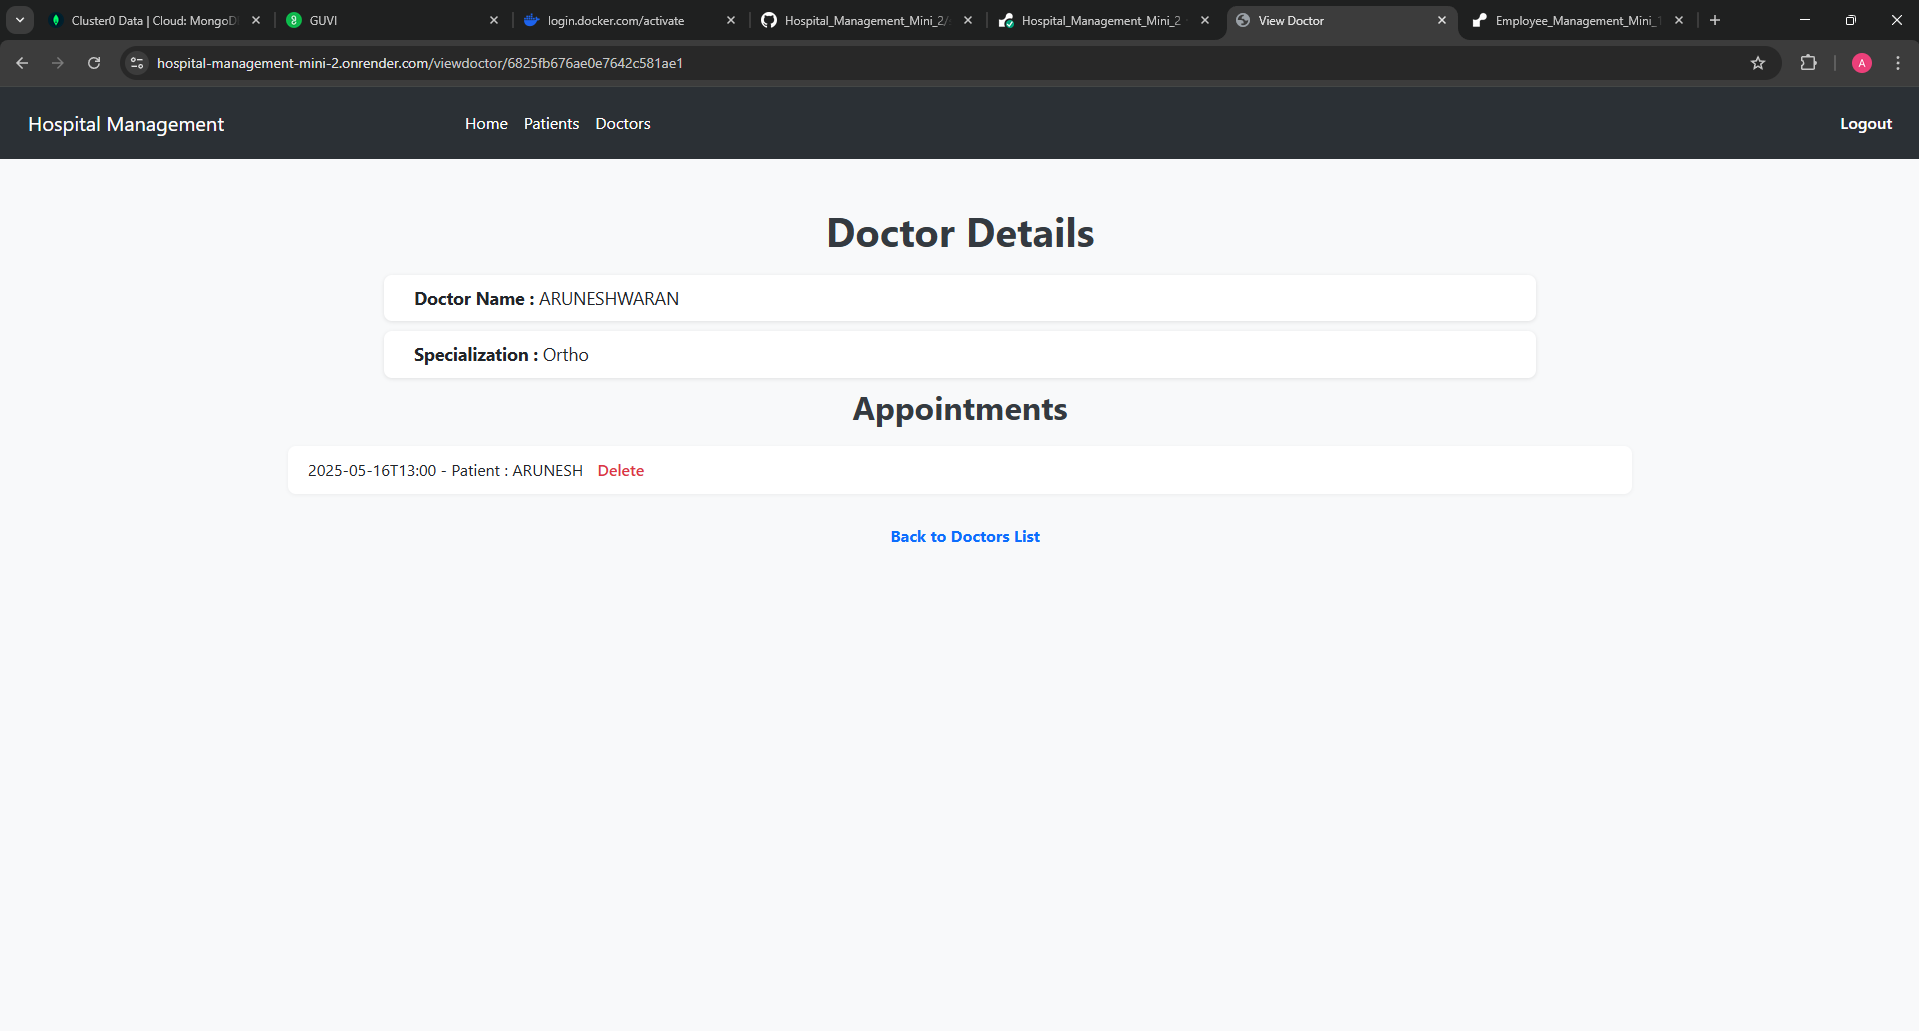 Cluster0 Data | Cloud: MongoD
GUVI
login.docker.com/activate
Hospital_Management_Mini_2/
Hospital_Management_Mini_2
View Doctor
Employee_Management_Mini_1
hospital-management-mini-2.onrender.com/viewdoctor/6825fb676ae0e7642c581ae1
A
Hospital Management
Home Patients Doctors
Logout
Doctor Details
Doctor Name : ARUNESHWARAN
Specialization : Ortho
Appointments
2025-05-16T13:00 - Patient : ARUNESH Delete
Back to Doctors List